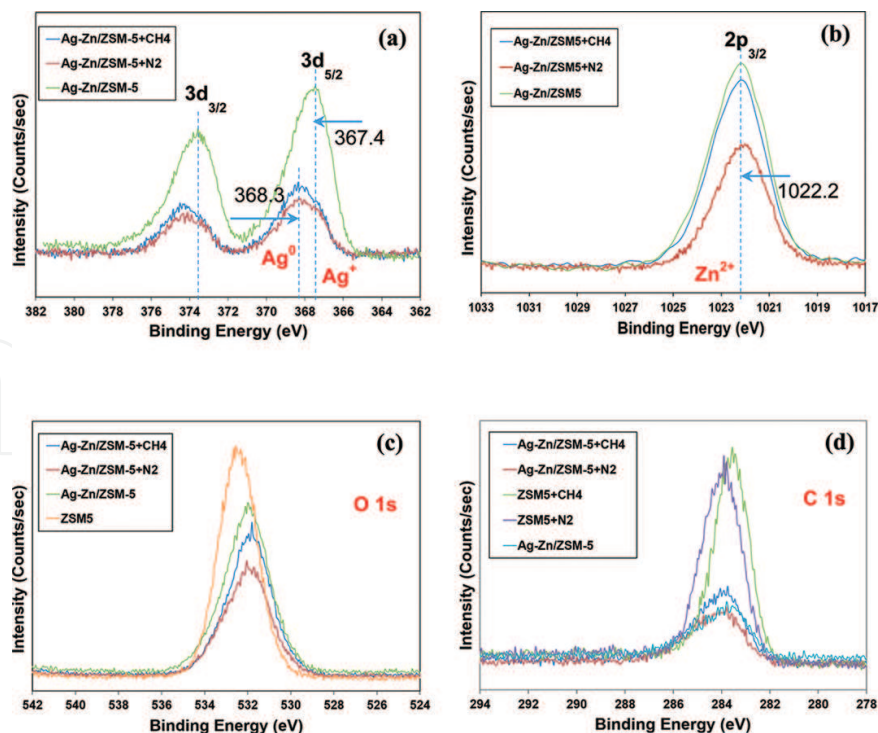 (a)
Ag-Zn/ZSM-5+CH4
Ag-Zn/ZSM-5+N2
Ag-Zn/ZSM-5
3d 3/2
3d 5/2
367.4
368.3
Ag0
Ag+
Intensity (Counts/sec)
382 380 378 376 374 372 370 368 366 364 362
Binding Energy (eV)
(b)
Ag-Zn/ZSM5+CH4
Ag-Zn/ZSM5+N2
Ag-Zn/ZSM5
2p 3/2
1022.2
Zn2+
Intensity (Counts/sec)
1033 1031 1029 1027 1025 1023 1021 1019 1017
Binding Energy (eV)
(c)
Ag-Zn/ZSM-5+CH4
Ag-Zn/ZSM-5+N2
Ag-Zn/ZSM-5
ZSM5
O 1s
Intensity (Counts/sec)
542 540 538 536 534 532 530 528 526 524
Binding Energy (eV)
(d)
Ag-Zn/ZSM-5+CH4
Ag-Zn/ZSM-5+N2
ZSM5+CH4
ZSM5+N2
Ag-Zn/ZSM-5
C 1s
Intensity (Counts/sec)
294 292 290 288 286 284 282 280 278
Binding Energy (eV)